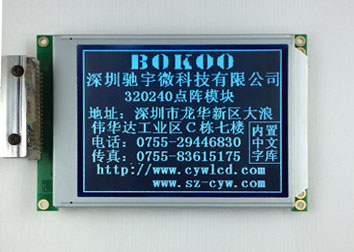 BOKOO
深圳驰宇微科技有限公司
320240点阵模块
地址：深圳市龙华新区大浪
伟华达工业区C栋七楼
电话：0755-29446830
传真：0755-83615175
内置
中文
字库
http://www.cywlcd.com
www.sz-cyw.com